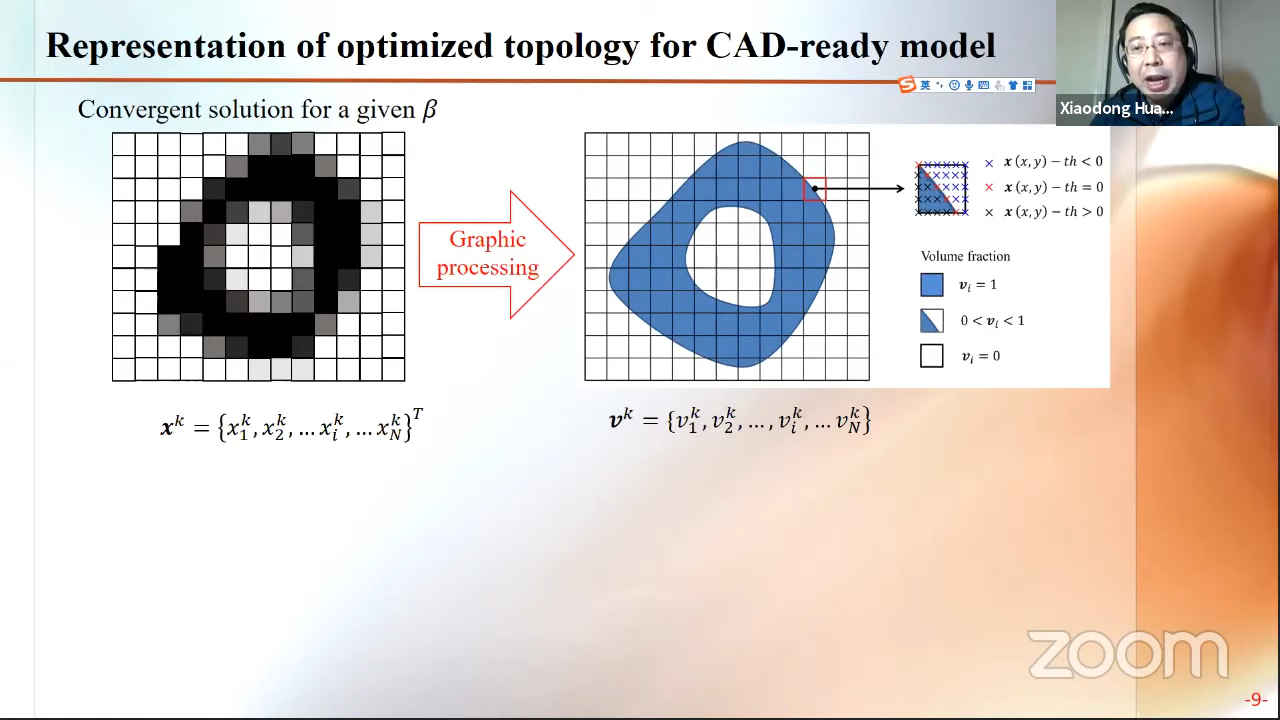 Representation of optimized topology for CAD-ready model
英
Xiaodong Hua...
Convergent solution for a given β
Graphic
processing
× 𝒙(x, y) − th < 0
× 𝒙(x, y) − th = 0
× 𝒙(x, y) − th > 0
Volume fraction
𝒗ᵢ = 1
0 < 𝒗ᵢ < 1
𝒗ᵢ = 0
𝒙ᵏ = {x₁ᵏ, x₂ᵏ, … xᵢᵏ, … x_Nᵏ}ᵀ
𝒗ᵏ = {v₁ᵏ, v₂ᵏ, … , vᵢᵏ, … v_Nᵏ}
zoom
-9-